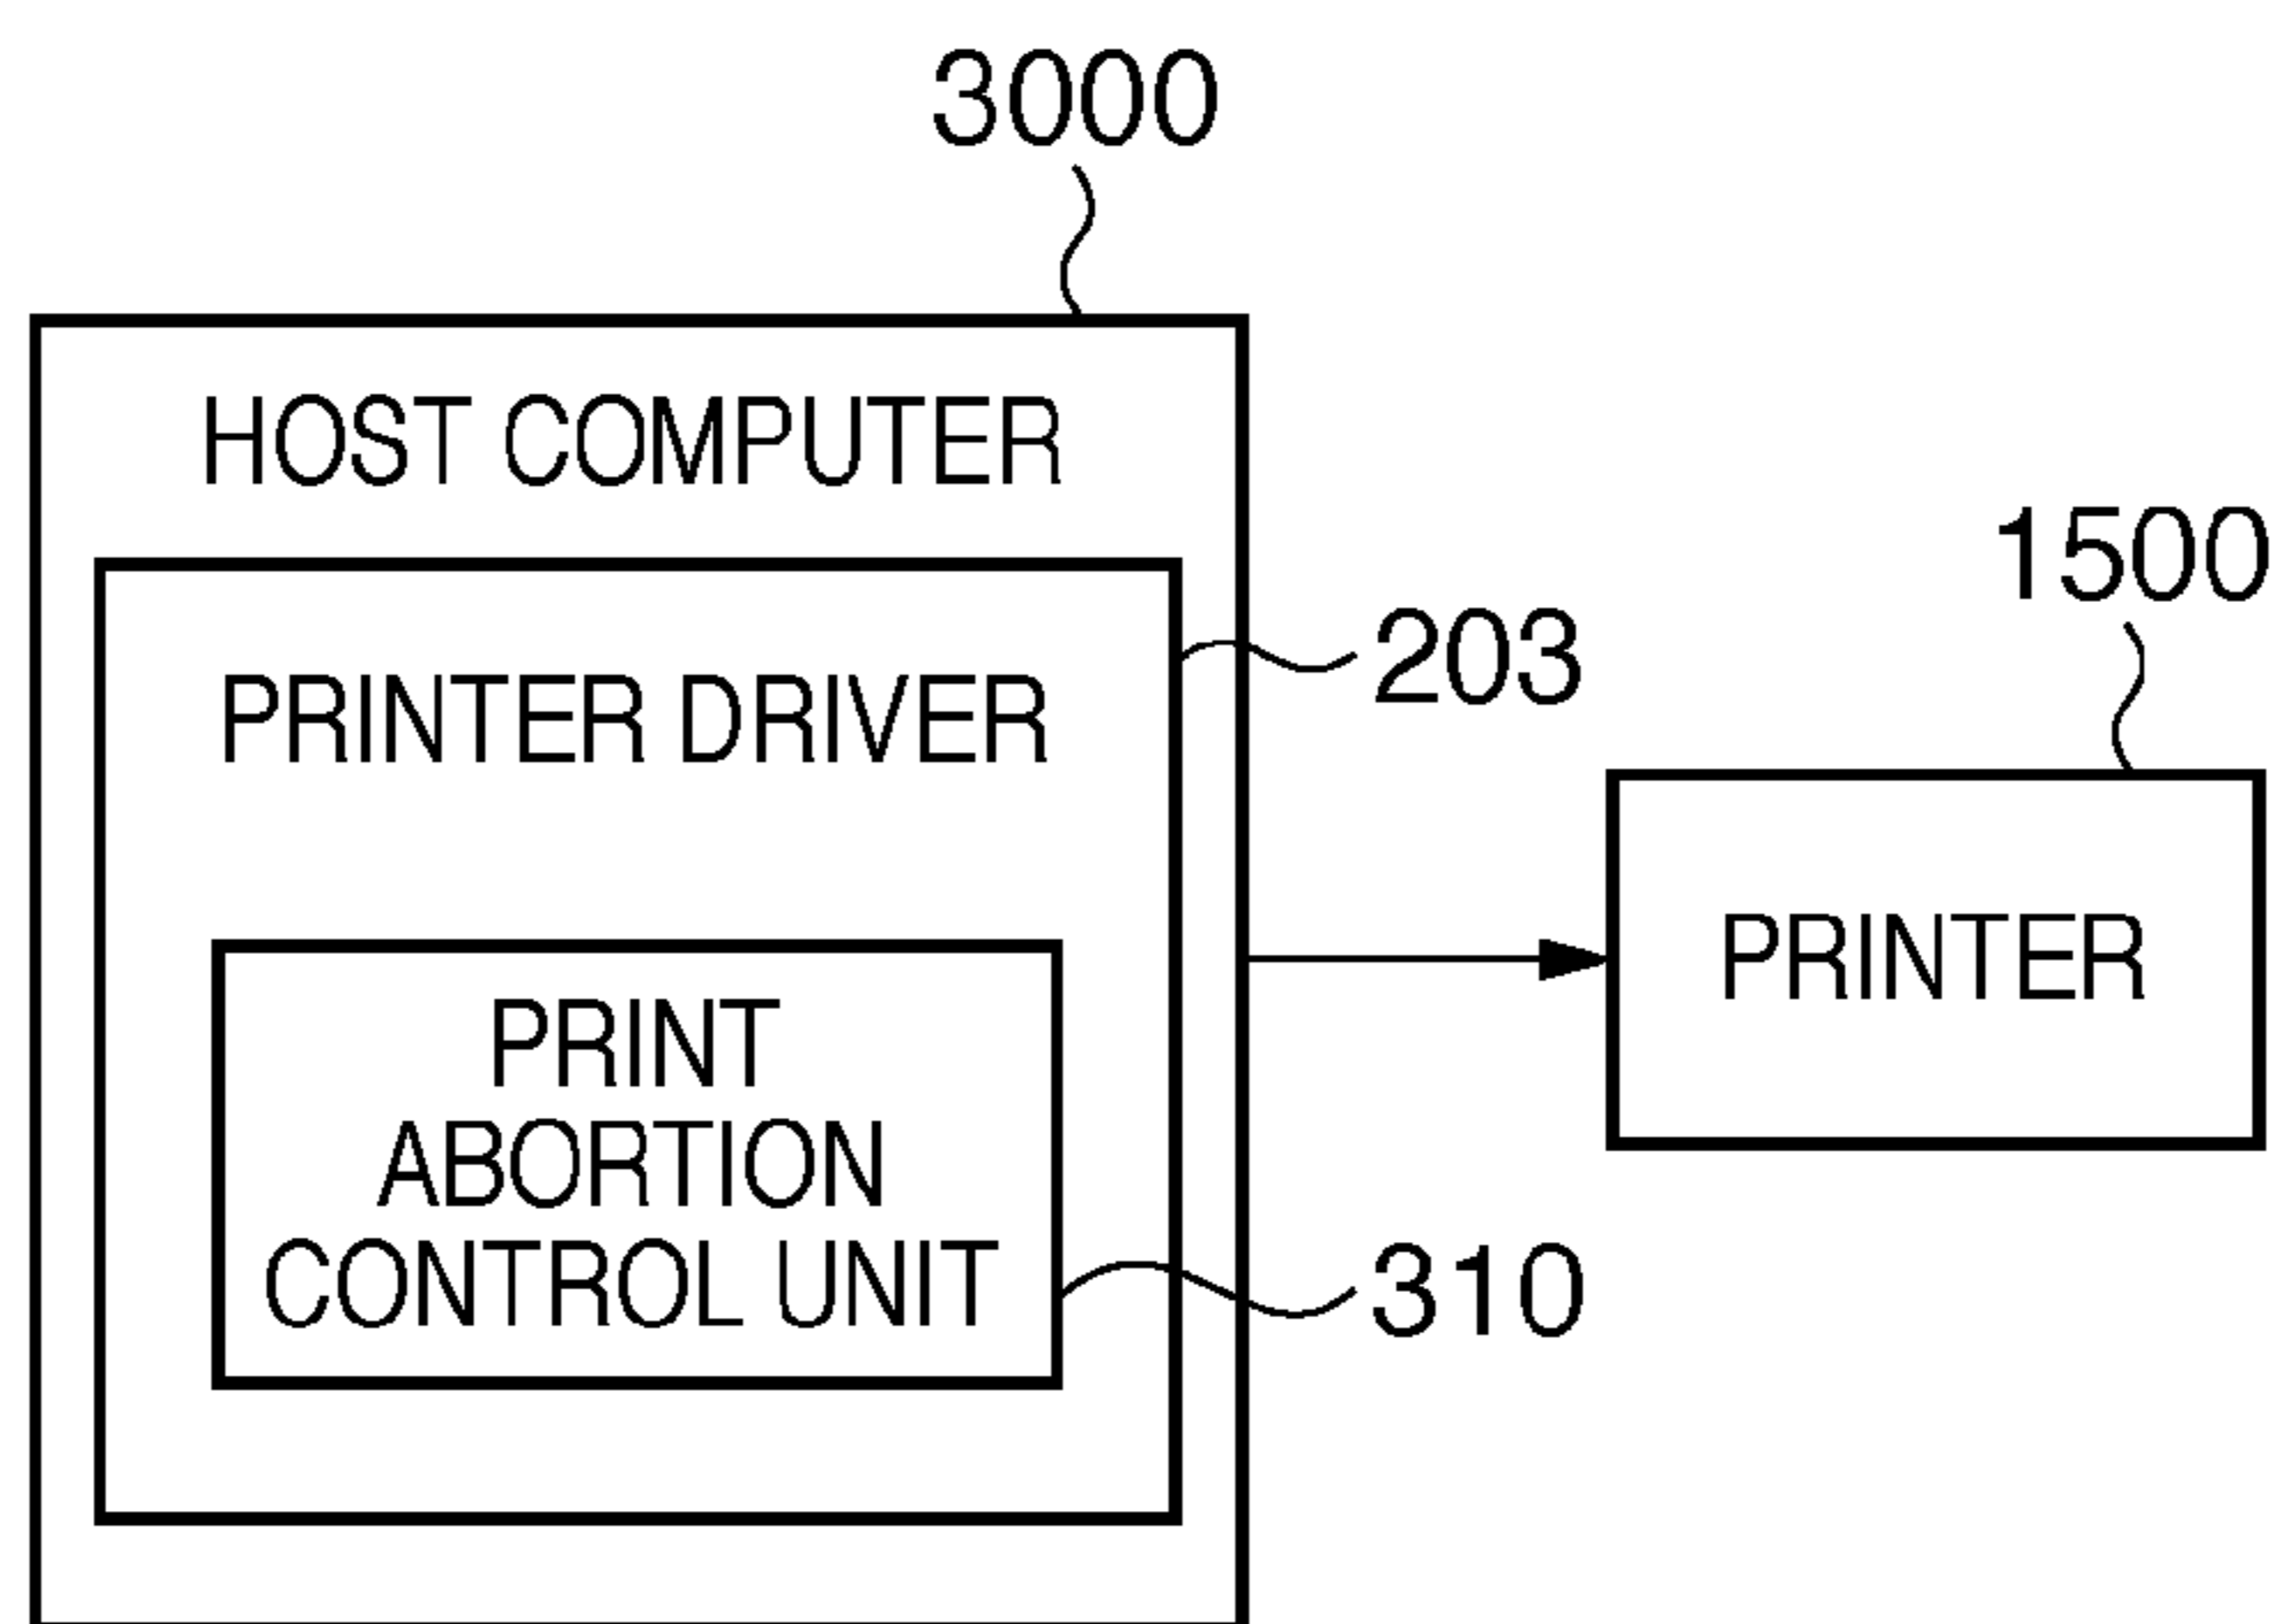 3000
HOST COMPUTER
1500
203
PRINTER DRIVER
PRINTER
PRINT
ABORTION
CONTROL UNIT
310